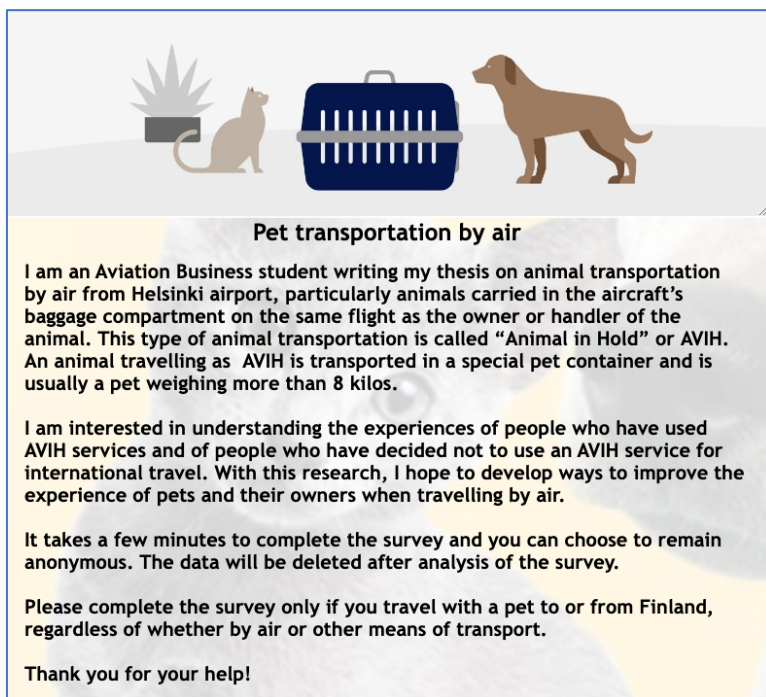 Pet transportation by air
I am an Aviation Business student writing my thesis on animal transportation
by air from Helsinki airport, particularly animals carried in the aircraft's
baggage compartment on the same flight as the owner or handler of the
animal. This type of animal transportation is called “Animal in Hold” or AVIH.
An animal travelling as  AVIH is transported in a special pet container and is
usually a pet weighing more than 8 kilos.
I am interested in understanding the experiences of people who have used
AVIH services and of people who have decided not to use an AVIH service for
international travel. With this research, I hope to develop ways to improve the
experience of pets and their owners when travelling by air.
It takes a few minutes to complete the survey and you can choose to remain
anonymous. The data will be deleted after analysis of the survey.
Please complete the survey only if you travel with a pet to or from Finland,
regardless of whether by air or other means of transport.
Thank you for your help!